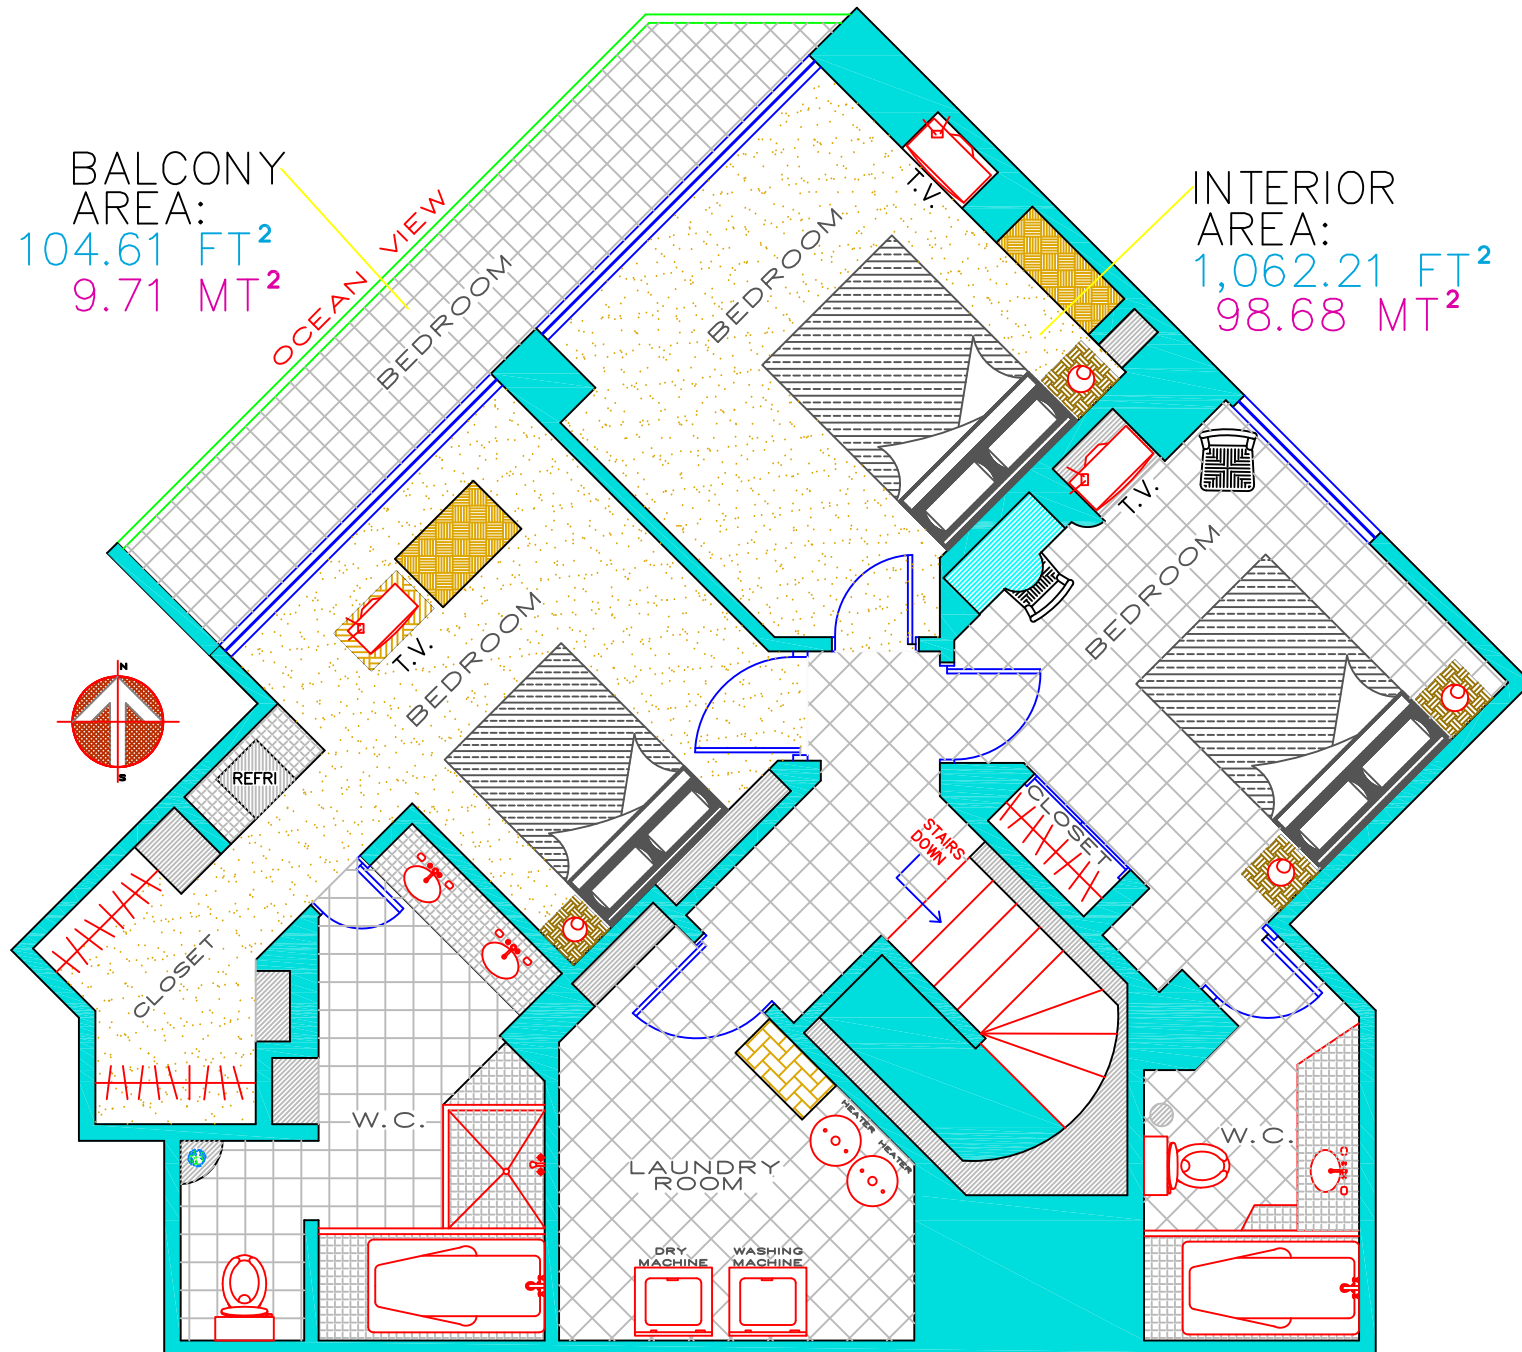 BALCONY
AREA:
104.61 FT²
9.71 MT²
OCEAN VIEW
BEDROOM
INTERIOR
AREA:
1,062.21 FT²
98.68 MT²
T.V.
BEDROOM
T.V.
BEDROOM
T.V.
BEDROOM
N
S
REFRI
CLOSET
CLOSET
STAIRS
DOWN
W.C.
HEATER
HEATER
LAUNDRY
ROOM
W.C.
DRY
MACHINE
WASHING
MACHINE